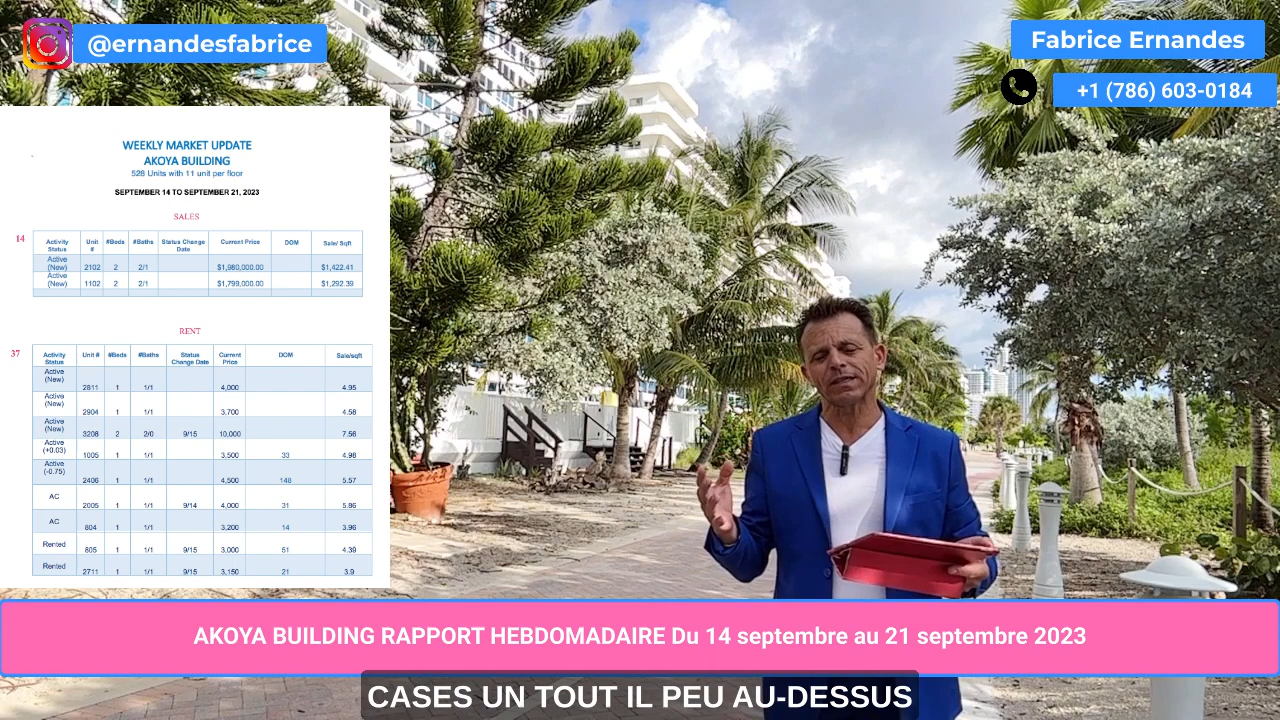 @ernandesfabrice
Fabrice Ernandes
+1 (786) 603-0184
WEEKLY MARKET UPDATE
AKOYA BUILDING
528 Units with 11 unit per floor
SEPTEMBER 14 TO SEPTEMBER 21, 2023
SALES
14
Activity Status Unit # #Beds #Baths Status Change Date Current Price DOM Sale/ Sqft
Active (New) 2102 2 2/1 $1,980,000.00 $1,422.41
Active (New) 1102 2 2/1 $1,799,000.00 $1,292.39
RENT
37
Activity Status Unit # #Beds #Baths Status Change Date Current Price DOM Sale/sqft
Active (New) 2811 1 1/1 4,000 4.95
Active (New) 2904 1 1/1 3,700 4.58
Active (New) 3208 2 2/0 9/15 10,000 7.56
Active (+0.03) 1005 1 1/1 3,500 33 4.98
Active (-0.75) 2406 1 1/1 4,500 148 5.57
AC 2005 1 1/1 9/14 4,000 31 5.86
AC 804 1 1/1 3,200 14 3.96
Rented 805 1 1/1 9/15 3,000 51 4.39
Rented 2711 1 1/1 9/15 3,150 21 3.9
AKOYA BUILDING RAPPORT HEBDOMADAIRE Du 14 septembre au 21 septembre 2023
CASES UN TOUT IL PEU AU-DESSUS